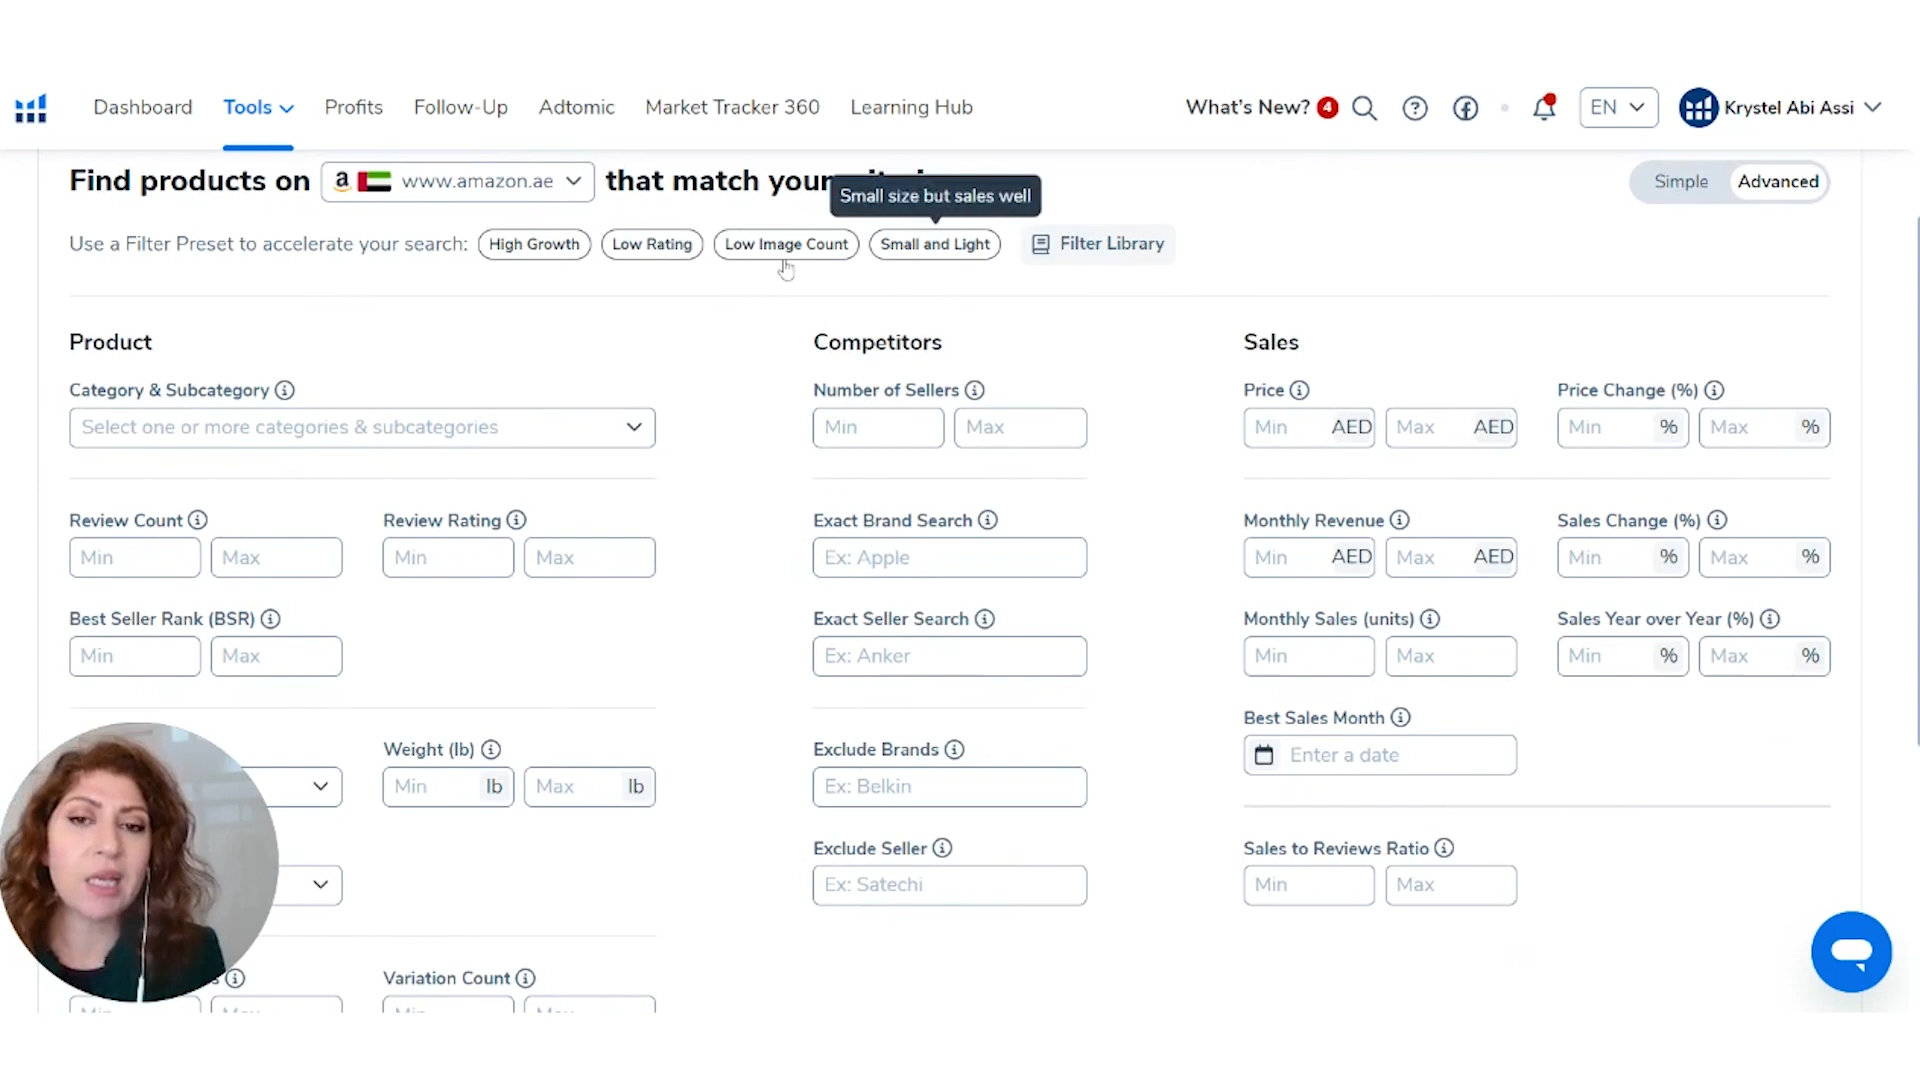 Dashboard Tools Profits Follow-Up Adtomic Market Tracker 360 Learning Hub What's New? 4 EN Krystel Abi Assi
Find products on www.amazon.ae that match your
Simple Advanced
Small size but sales well
Use a Filter Preset to accelerate your search: High Growth Low Rating Low Image Count Small and Light Filter Library
Product Competitors Sales
Category & Subcategory Number of Sellers Price Price Change (%)
Select one or more categories & subcategories Min Max Min AED Max AED Min % Max %
Review Count Review Rating Exact Brand Search Monthly Revenue Sales Change (%)
Min Max Min Max Ex: Apple Min AED Max AED Min % Max %
Best Seller Rank (BSR) Exact Seller Search Monthly Sales (units) Sales Year over Year (%)
Min Max Ex: Anker Min Max Min % Max %
Best Sales Month
Weight (lb) Exclude Brands Enter a date
Min lb Max lb Ex: Belkin
Exclude Seller Sales to Reviews Ratio
Ex: Satechi Min Max
Variation Count